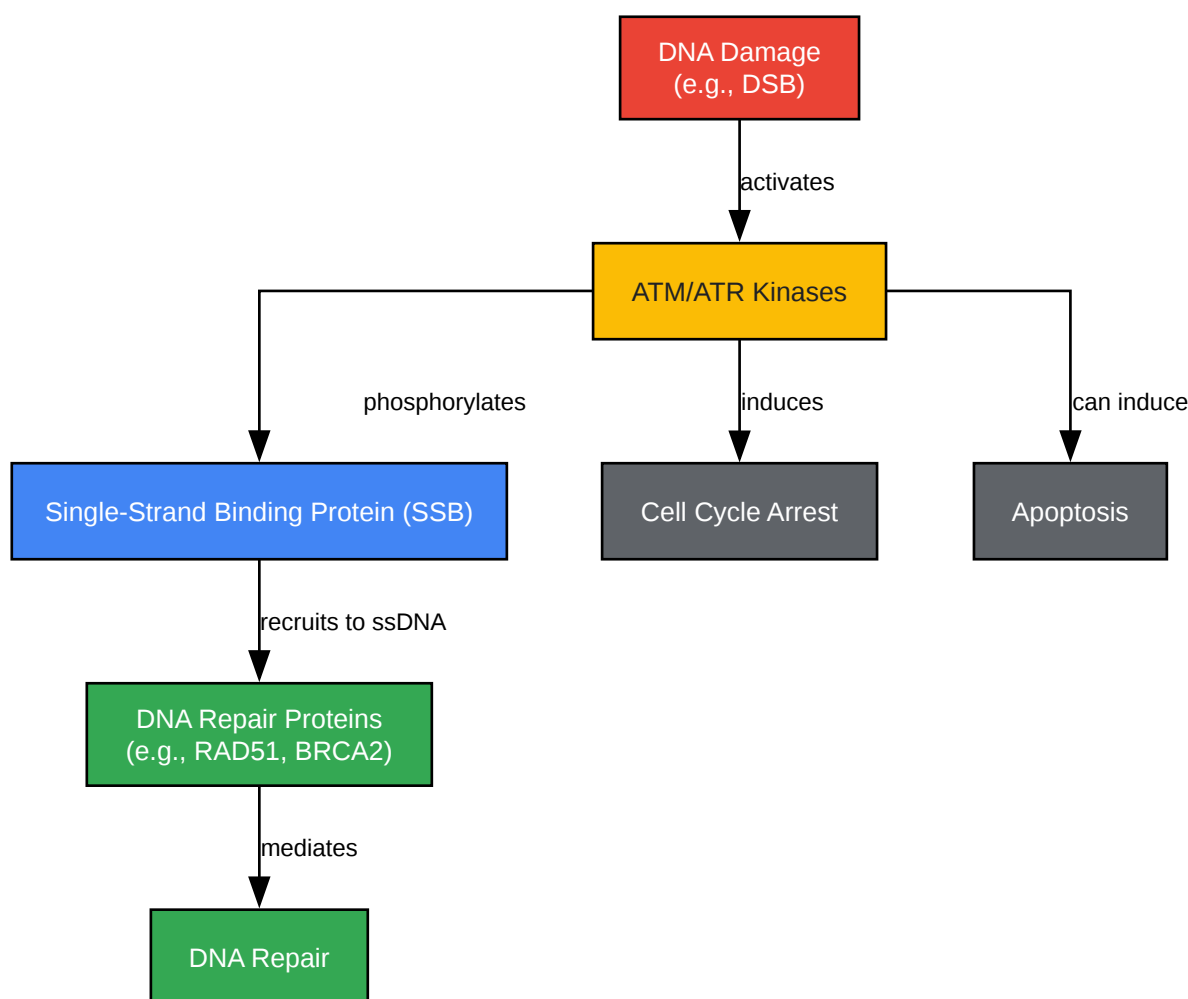 DNA Damage
(e.g., DSB)
activates
ATM/ATR Kinases
phosphorylates
induces
can induce
Single-Strand Binding Protein (SSB)
Cell Cycle Arrest
Apoptosis
recruits to ssDNA
DNA Repair Proteins
(e.g., RAD51, BRCA2)
mediates
DNA Repair